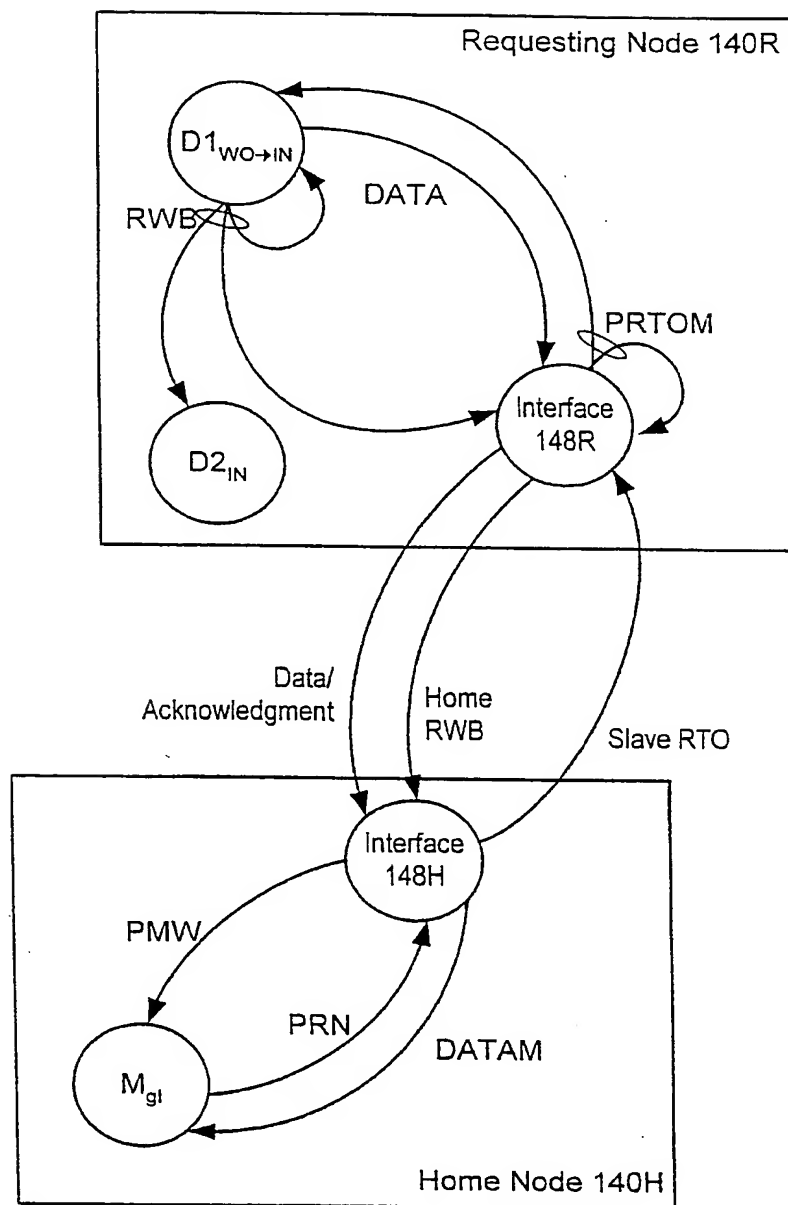 Requesting Node 140R
D1WO→IN
DATA
RWB
PRTOM
Interface
148R
D2IN
Data/
Acknowledgment
Home
RWB
Slave RTO
Interface
148H
PMW
PRN
DATAM
Mgl
Home Node 140H